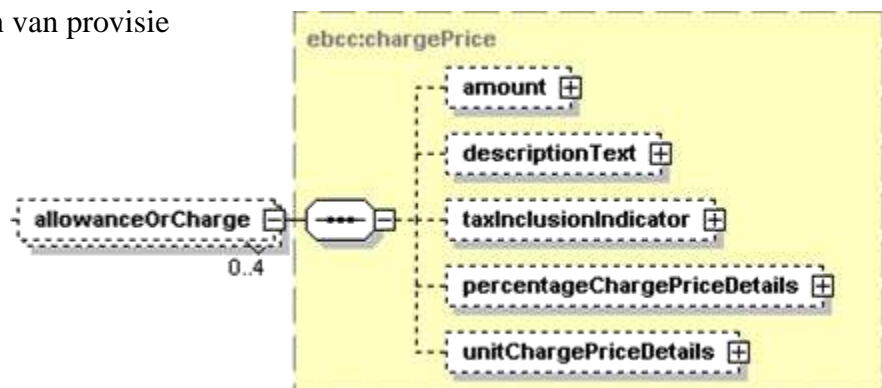 van provisie
ebcc:chargePrice
amount
descriptionText
allowanceOrCharge
taxInclusionIndicator
0..4
percentageChargePriceDetails
unitChargePriceDetails